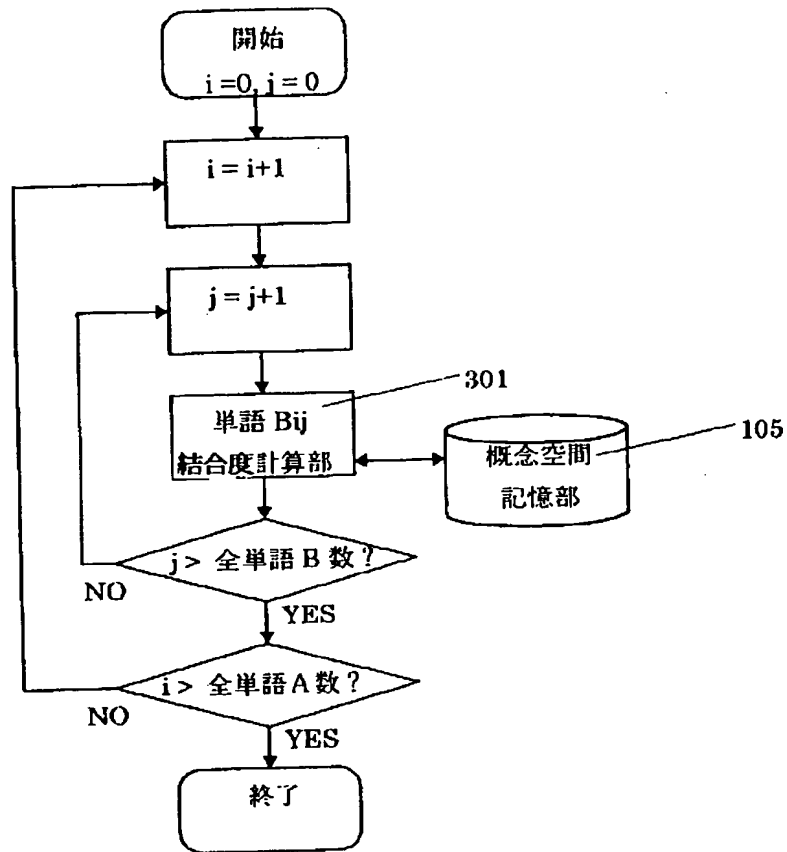 開始
i =0, j = 0
i = i+1
j = j+1
301
単語 Bij
結合度計算部
105
概念空間
記憶部
j > 全単語 B 数 ?
NO
YES
i > 全単語 A 数 ?
NO
YES
終了